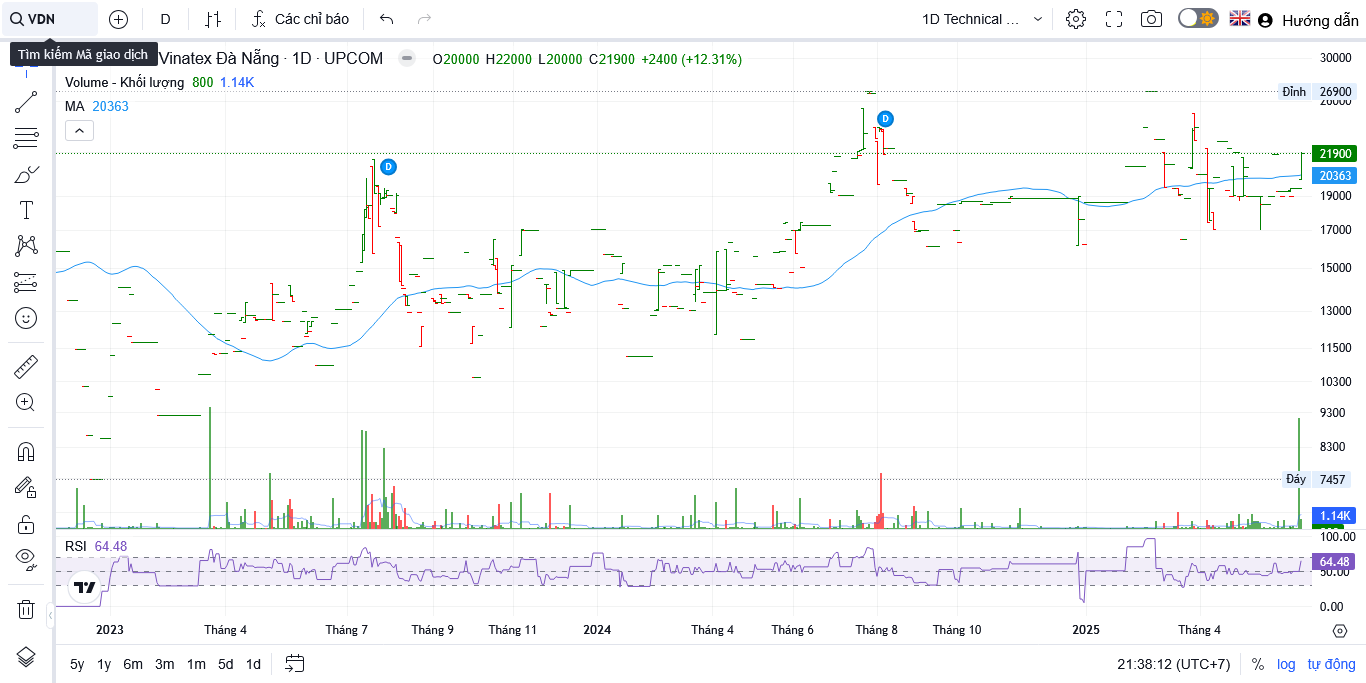 VDN D Các chỉ báo 1D Technical ... Hướng dẫn
Tìm kiếm Mã giao dịch
Vinatex Đà Nẵng · 1D · UPCOM O20000 H22000 L20000 C21900 +2400 (+12.31%)
Volume - Khối lượng 800 1.14K
MA 20363
D
D
30000
Đỉnh 26900
26000
21900
20363
19000
17000
15000
13000
11500
10300
9300
8300
Đáy 7457
1.14K
RSI 64.48
100.00
64.48
50.00
0.00
2023 Tháng 4 Tháng 7 Tháng 9 Tháng 11 2024 Tháng 4 Tháng 6 Tháng 8 Tháng 10 2025 Tháng 4
5y 1y 6m 3m 1m 5d 1d 21:38:12 (UTC+7) % log tự động